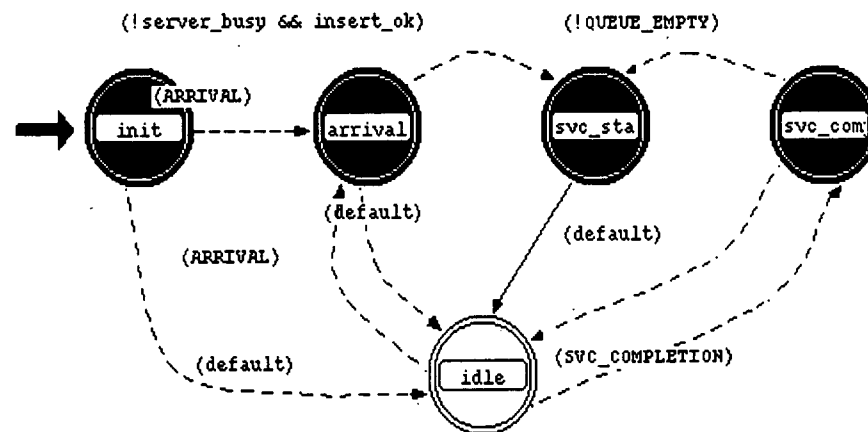 (!server_busy && insert_ok)
(!QUEUE_EMPTY)
(ARRIVAL)
init
arrival
svc_sta
svc_com
(default)
(default)
(ARRIVAL)
(default)
(SVC_COMPLETION)
idle